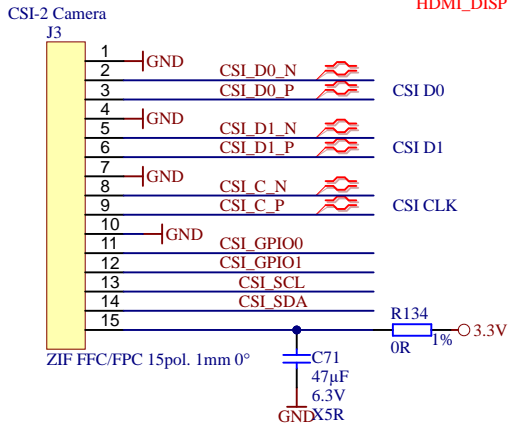 HDMI_DISP
CSI-2 Camera
J3
1 GND
2 CSI_D0_N
3 CSI_D0_P CSI D0
4 GND
5 CSI_D1_N
6 CSI_D1_P CSI D1
7 GND
8 CSI_C_N
9 CSI_C_P CSI CLK
10 GND
11 CSI_GPIO0
12 CSI_GPIO1
13 CSI_SCL
14 CSI_SDA
15
R134
3.3V
0R 1%
ZIF FFC/FPC 15pol. 1mm 0°
C71
47µF
6.3V
X5R
GND